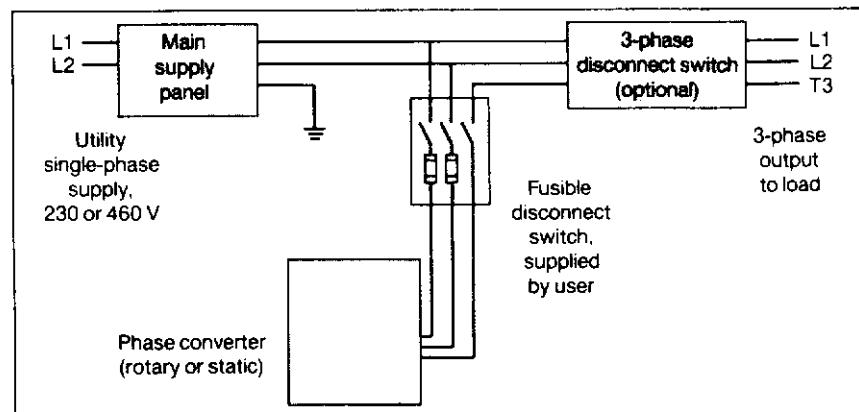 L1
L2
Main
supply
panel
3-phase
disconnect switch
(optional)
L1
L2
T3
Utility
single-phase
supply,
230 or 460 V
3-phase
output
to load
Fusible
disconnect
switch,
supplied
by user
Phase converter
(rotary or static)